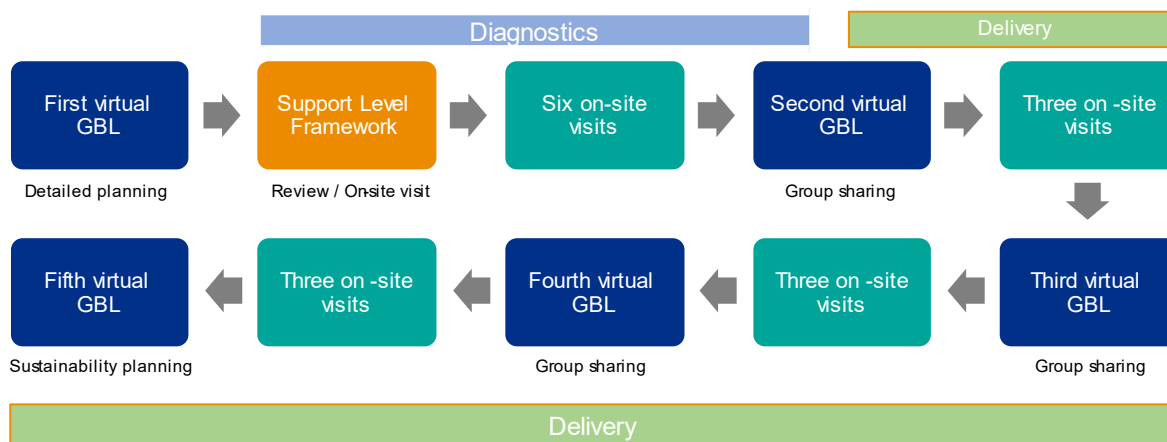 Diagnostics
Delivery
First virtual
GBL
Support Level
Framework
Six on-site
visits
Second virtual
GBL
Three on -site
visits
Detailed planning
Review / On-site visit
Group sharing
Fifth virtual
GBL
Three on -site
visits
Fourth virtual
GBL
Three on -site
visits
Third virtual
GBL
Sustainability planning
Group sharing
Group sharing
Delivery